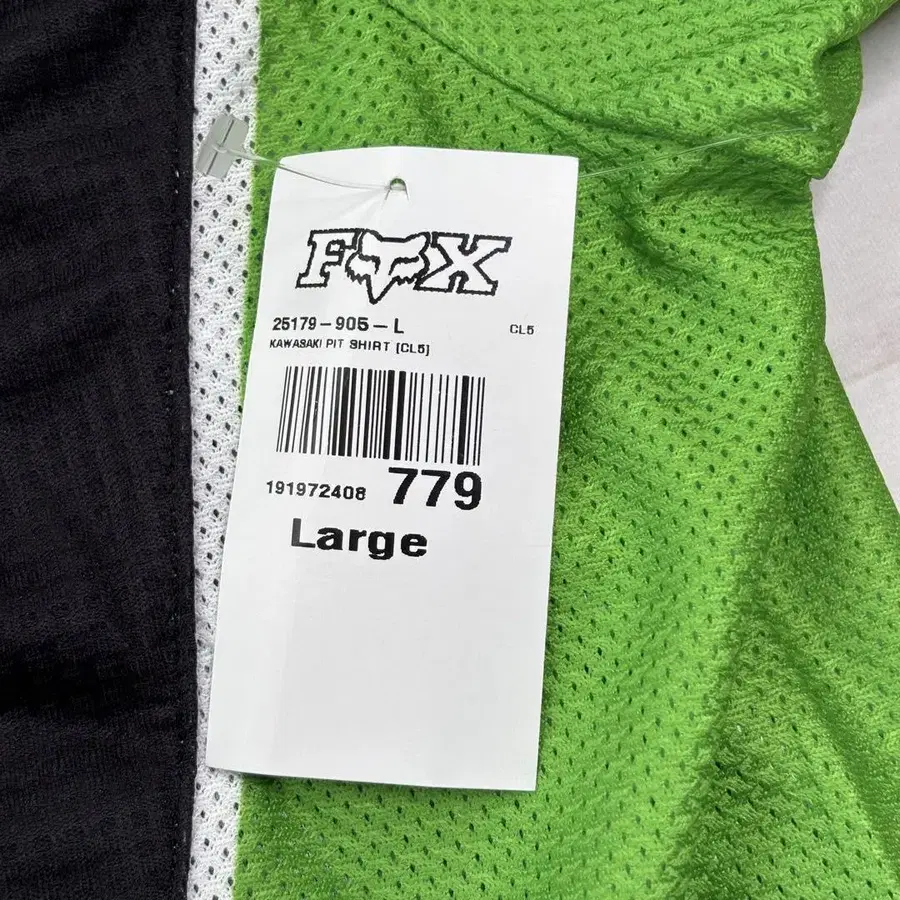 FOX
25179-905-L CL5
KAWASAKI PIT SHIRT [CL5]
191972408 779
Large